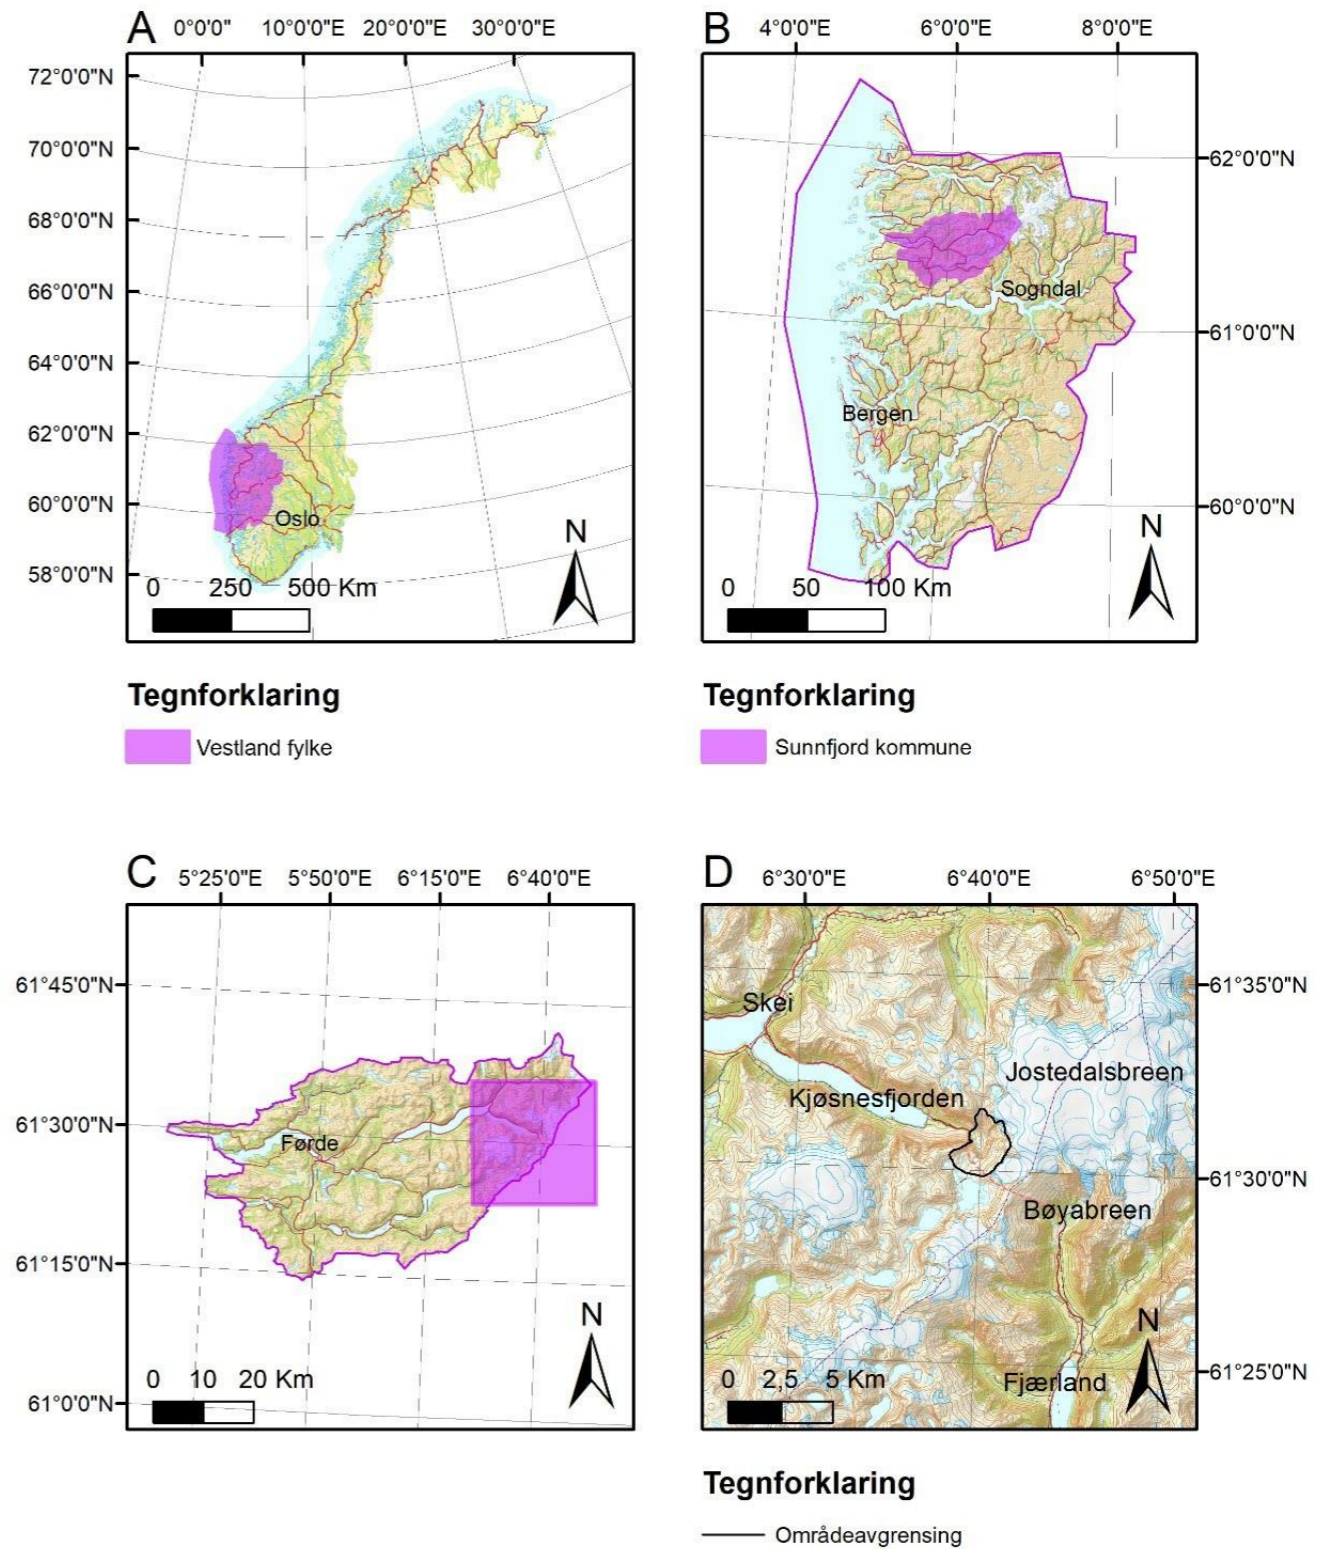 A
0°0'0"
10°0'0"E
20°0'0"E
30°0'0"E
72°0'0"N
70°0'0"N
68°0'0"N
66°0'0"N
64°0'0"N
62°0'0"N
60°0'0"N
58°0'0"N
Oslo
N
0 250 500 Km
Tegnforklaring
Vestland fylke
B
4°0'0"E
6°0'0"E
8°0'0"E
62°0'0"N
61°0'0"N
60°0'0"N
Sogndal
Bergen
N
0 50 100 Km
Tegnforklaring
Sunnfjord kommune
C
5°25'0"E
5°50'0"E
6°15'0"E
6°40'0"E
61°45'0"N
61°30'0"N
61°15'0"N
61°0'0"N
Førde
N
0 10 20 Km
D
6°30'0"E
6°40'0"E
6°50'0"E
61°35'0"N
61°30'0"N
61°25'0"N
Skei
Jostedalsbreen
Kjøsnesfjorden
Bøyabreen
Fjærland
N
0 2,5 5 Km
Tegnforklaring
Områdeavgrensing